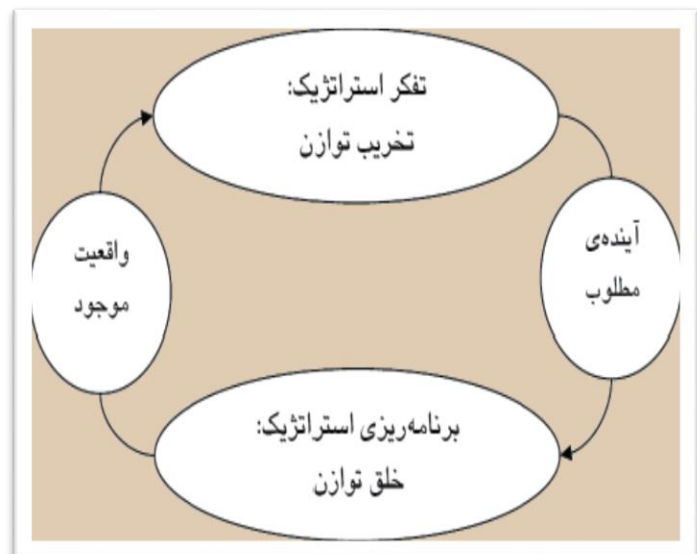 تفکر استراتژیک:
تخریب توازن
آینده‌ی
مطلوب
واقعیت
موجود
برنامه‌ریزی استراتژیک:
خلق توازن